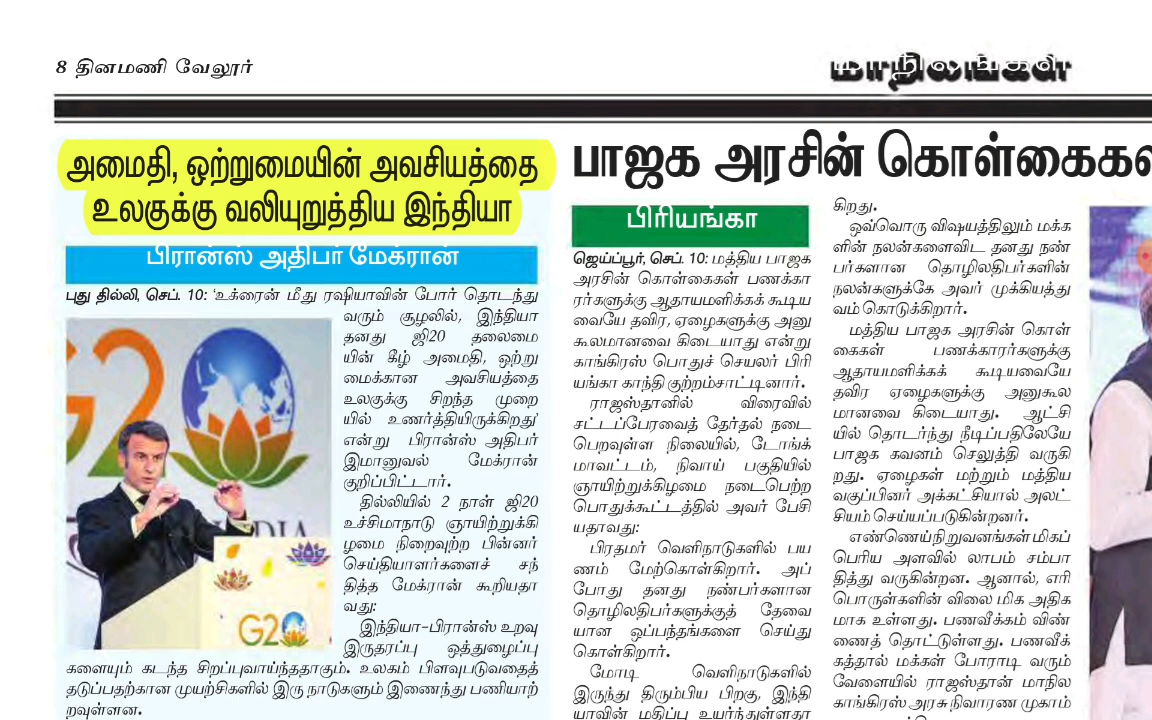 8 தினமணி வேலூர்
மாநிலங்கள்
அமைதி, ஒற்றுமையின் அவசியத்தை
உலகுக்கு வலியுறுத்திய இந்தியா
பிரான்ஸ் அதிபர் மேக்ரான்
புது தில்லி, செப். 10: 'உக்ரைன் மீது ரஷியாவின் போர் தொடந்து
வரும் சூழலில், இந்தியா
தனது ஜி20 தலைமை
யின் கீழ் அமைதி, ஒற்று
மைக்கான அவசியத்தை
உலகுக்கு சிறந்த முறை
யில் உணர்த்தியிருக்கிறது'
என்று பிரான்ஸ் அதிபர்
இமானுவல் மேக்ரான்
குறிப்பிட்டார்.
தில்லியில் 2 நாள் ஜி20
உச்சிமாநாடு ஞாயிற்றுக்கி
ழமை நிறைவுற்ற பின்னர்
செய்தியாளர்களைச் சந்
தித்த மேக்ரான் கூறியதா
வது:
இந்தியா-பிரான்ஸ் உறவு
இருதரப்பு ஒத்துழைப்பு
களையும் கடந்த சிறப்புவாய்ந்ததாகும். உலகம் பிளவுபடுவதைத்
தடுப்பதற்கான முயற்சிகளில் இரு நாடுகளும் இணைந்து பணியாற்
றவுள்ளன.
G20
INDIA
G20
பாஜக அரசின் கொள்கைகள்
பிரியங்கா
ஜெய்ப்பூர், செப். 10: மத்திய பாஜக
அரசின் கொள்கைகள் பணக்கா
ரர்களுக்கு ஆதாயமளிக்கக் கூடிய
வையே தவிர, ஏழைகளுக்கு அனு
கூலமானவை கிடையாது என்று
காங்கிரஸ் பொதுச் செயலர் பிரி
யங்கா காந்தி குற்றம்சாட்டினார்.
ராஜஸ்தானில் விரைவில்
சட்டப்பேரவைத் தேர்தல் நடை
பெறவுள்ள நிலையில், டோங்க்
மாவட்டம், நிவாய் பகுதியில்
ஞாயிற்றுக்கிழமை நடைபெற்ற
பொதுக்கூட்டத்தில் அவர் பேசி
யதாவது:
பிரதமர் வெளிநாடுகளில் பய
ணம் மேற்கொள்கிறார். அப்
போது தனது நண்பர்களான
தொழிலதிபர்களுக்குத் தேவை
யான ஒப்பந்தங்களை செய்து
கொள்கிறார்.
மோடி வெளிநாடுகளில்
இருந்து திரும்பிய பிறகு, இந்தி
யாவின் மதிப்பு உயர்ந்துள்ளதா
கிறது.
ஒவ்வொரு விஷயத்திலும் மக்க
ளின் நலன்களைவிட தனது நண்
பர்களான தொழிலதிபர்களின்
நலன்களுக்கே அவர் முக்கியத்து
வம் கொடுக்கிறார்.
மத்திய பாஜக அரசின் கொள்
கைகள் பணக்காரர்களுக்கு
ஆதாயமளிக்கக் கூடியவையே
தவிர ஏழைகளுக்கு அனுகூல
மானவை கிடையாது. ஆட்சி
யில் தொடர்ந்து நீடிப்பதிலேயே
பாஜக கவனம் செலுத்தி வருகி
றது. ஏழைகள் மற்றும் மத்திய
வகுப்பினர் அக்கட்சியால் அலட்
சியம் செய்யப்படுகின்றனர்.
எண்ணெய்நிறுவனங்கள் மிகப்
பெரிய அளவில் லாபம் சம்பா
தித்து வருகின்றன. ஆனால், எரி
பொருள்களின் விலை மிக அதிக
மாக உள்ளது. பணவீக்கம் விண்
ணைத் தொட்டுள்ளது. பணவீக்
கத்தால் மக்கள் போராடி வரும்
வேளையில் ராஜஸ்தான் மாநில
காங்கிரஸ் அரசு நிவாரண முகாம்